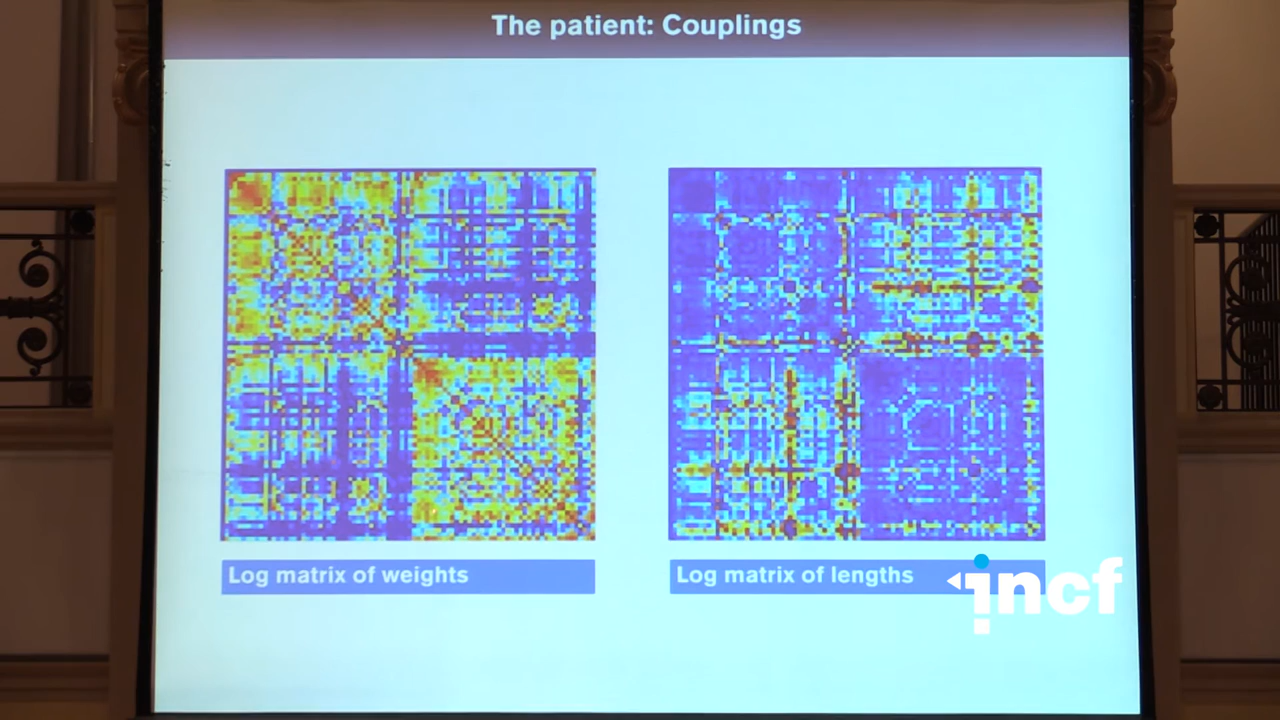 The patient: Couplings
Log matrix of weights
Log matrix of lengths
incf